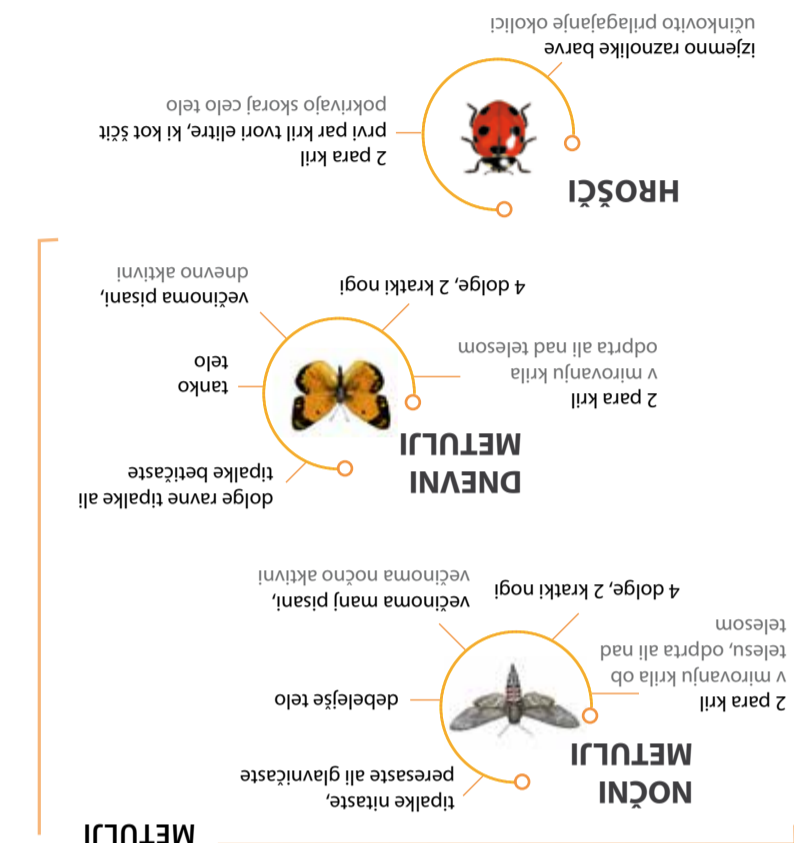 METULJI
NOČNI
METULJI
tipalke nitaste,
peresaste ali glavničaste
2 para kril
v mirovanju krila ob
telesu, odprta ali nad
telesom
debelejše telo
4 dolge, 2 kratki nogi
večinoma manj pisani,
večinoma nočno aktivni
DNEVNI
METULJI
dolge ravne tipalke ali
tipalke betičaste
2 para kril
v mirovanju krila
odprta ali nad telesom
tanko
telo
4 dolge, 2 kratki nogi
večinoma pisani,
dnevno aktivni
HROŠČI
2 para kril
prvi par kril tvori elitre, ki kot ščit
pokrivajo skoraj celo telo
izjemno raznolike barve
učinkovito prilagajanje okolici